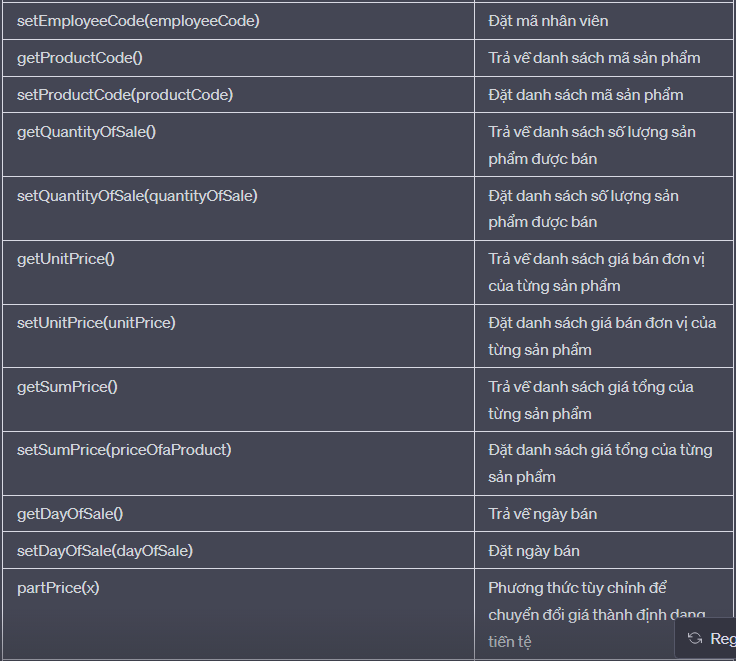 setEmployeeCode(employeeCode)
Đặt mã nhân viên
getProductCode()
Trả về danh sách mã sản phẩm
setProductCode(productCode)
Đặt danh sách mã sản phẩm
getQuantityOfSale()
Trả về danh sách số lượng sản
phẩm được bán
setQuantityOfSale(quantityOfSale)
Đặt danh sách số lượng sản
phẩm được bán
getUnitPrice()
Trả về danh sách giá bán đơn vị
của từng sản phẩm
setUnitPrice(unitPrice)
Đặt danh sách giá bán đơn vị của
từng sản phẩm
getSumPrice()
Trả về danh sách giá tổng của
từng sản phẩm
setSumPrice(priceOfaProduct)
Đặt danh sách giá tổng của từng
sản phẩm
getDayOfSale()
Trả về ngày bán
setDayOfSale(dayOfSale)
Đặt ngày bán
partPrice(x)
Phương thức tùy chỉnh để
chuyển đổi giá thành định dạng
tiền tệ
Reg